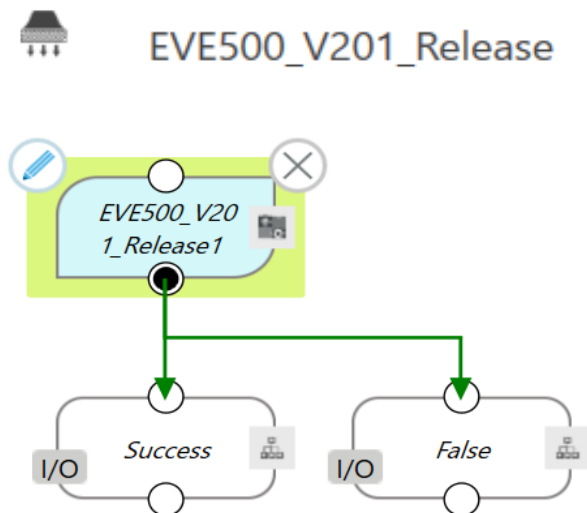 EVE500_V201_Release
EVE500_V20
1_Release1
Success
False
I/O
I/O